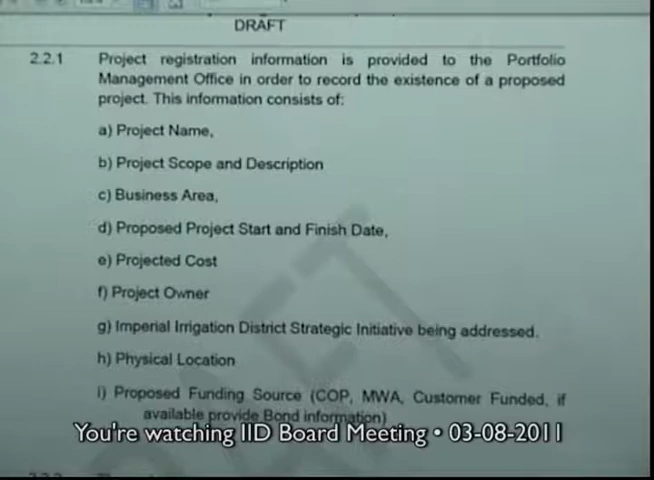 DRAFT
2.2.1 Project registration information is provided to the Portfolio
Management Office in order to record the existence of a proposed
project. This information consists of:
a) Project Name,
b) Project Scope and Description
c) Business Area,
d) Proposed Project Start and Finish Date,
e) Projected Cost
f) Project Owner
g) Imperial Irrigation District Strategic Initiative being addressed.
h) Physical Location
i) Proposed Funding Source (COP, MWA, Customer Funded, if
available provide Bond information)
You're watching IID Board Meeting • 03-08-2011
DRAFT